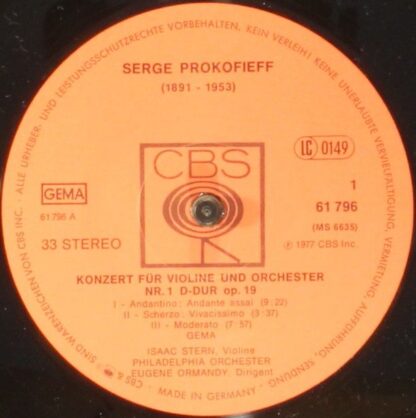 ALLE URHEBER- UND LEISTUNGSSCHUTZRECHTE VORBEHALTEN. KEIN VERLEIH! KEINE UNERLAUBTE VERVIELFÄLTIGUNG, VERMIETUNG, AUFFÜHRUNG, SENDUNG
SERGE PROKOFIEFF
(1891 - 1953)
CBS
LC 0149
GEMA
61 796 A
33 STEREO
1
61 796
(MS 6635)
℗ 1977 CBS Inc.
KONZERT FÜR VIOLINE UND ORCHESTER
NR. 1 D-DUR op. 19
I - Andantino: Andante assai (9:22)
II - Scherzo: Vivacissimo (3:37)
III - Moderato (7:57)
GEMA
ISAAC STERN, Violine
PHILADELPHIA ORCHESTER
EUGENE ORMANDY, Dirigent
CBS & SIND WARENZEICHEN VON CBS INC.
MADE IN GERMANY